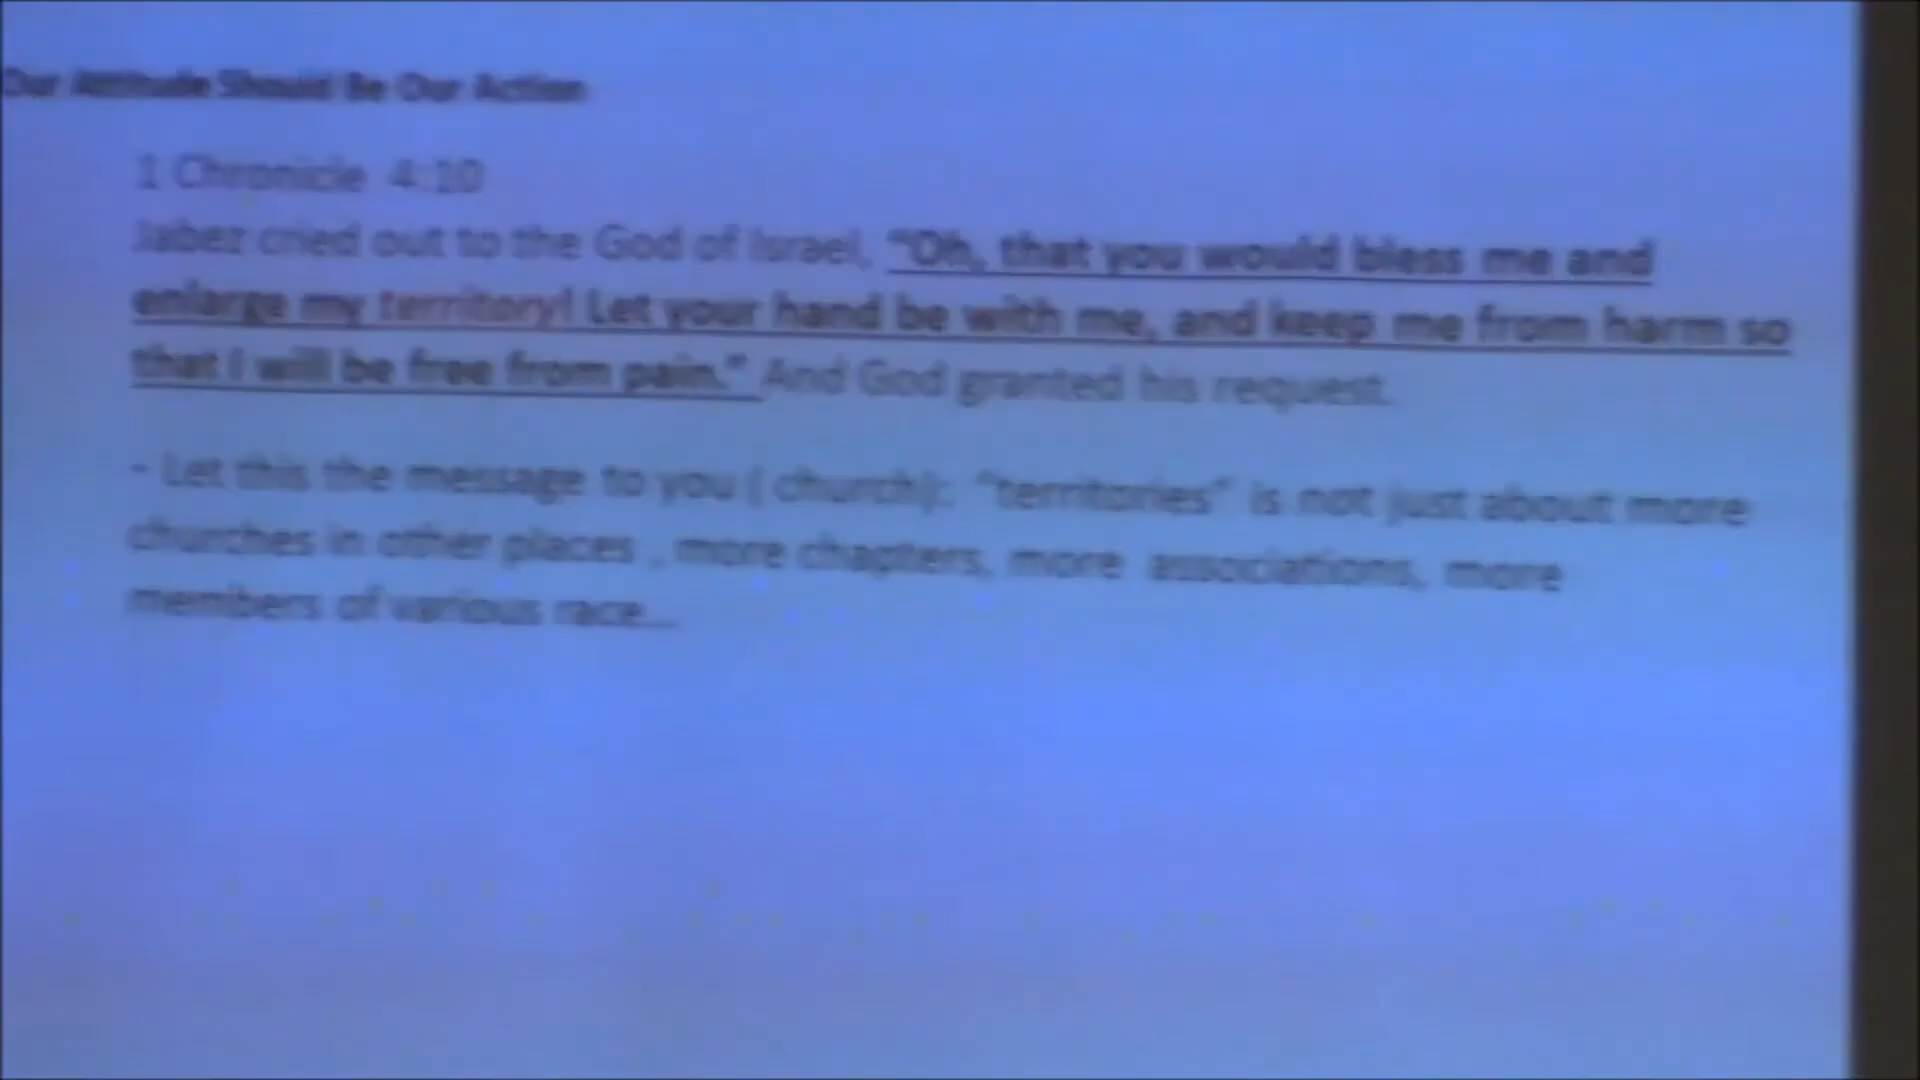 Our Attitude Should Be Our Action
1 Chronicle 4:10
Jabez cried out to the God of Israel, “Oh, that you would bless me and
enlarge my territory! Let your hand be with me, and keep me from harm so
that I will be free from pain.” And God granted his request.
- Let this the message to you ( church): “territories” is not just about more
churches in other places , more chapters, more associations, more
members of various race...